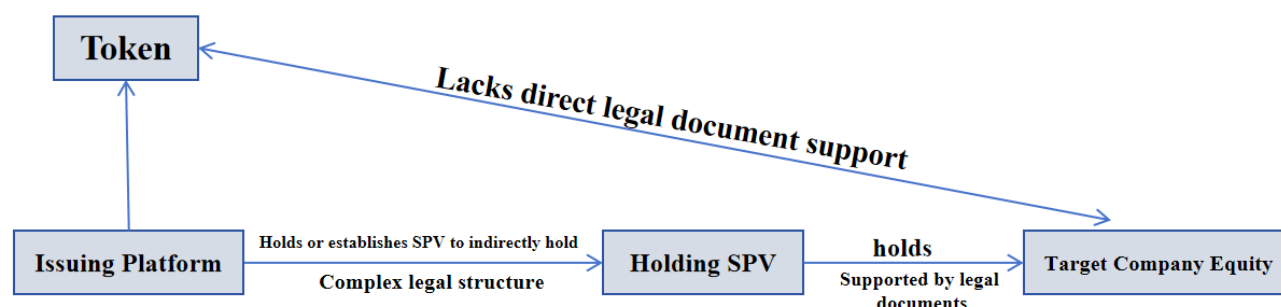 Token
Lacks direct legal document support
Issuing Platform
Holds or establishes SPV to indirectly hold
Complex legal structure
Holding SPV
holds
Supported by legal
documents
Target Company Equity